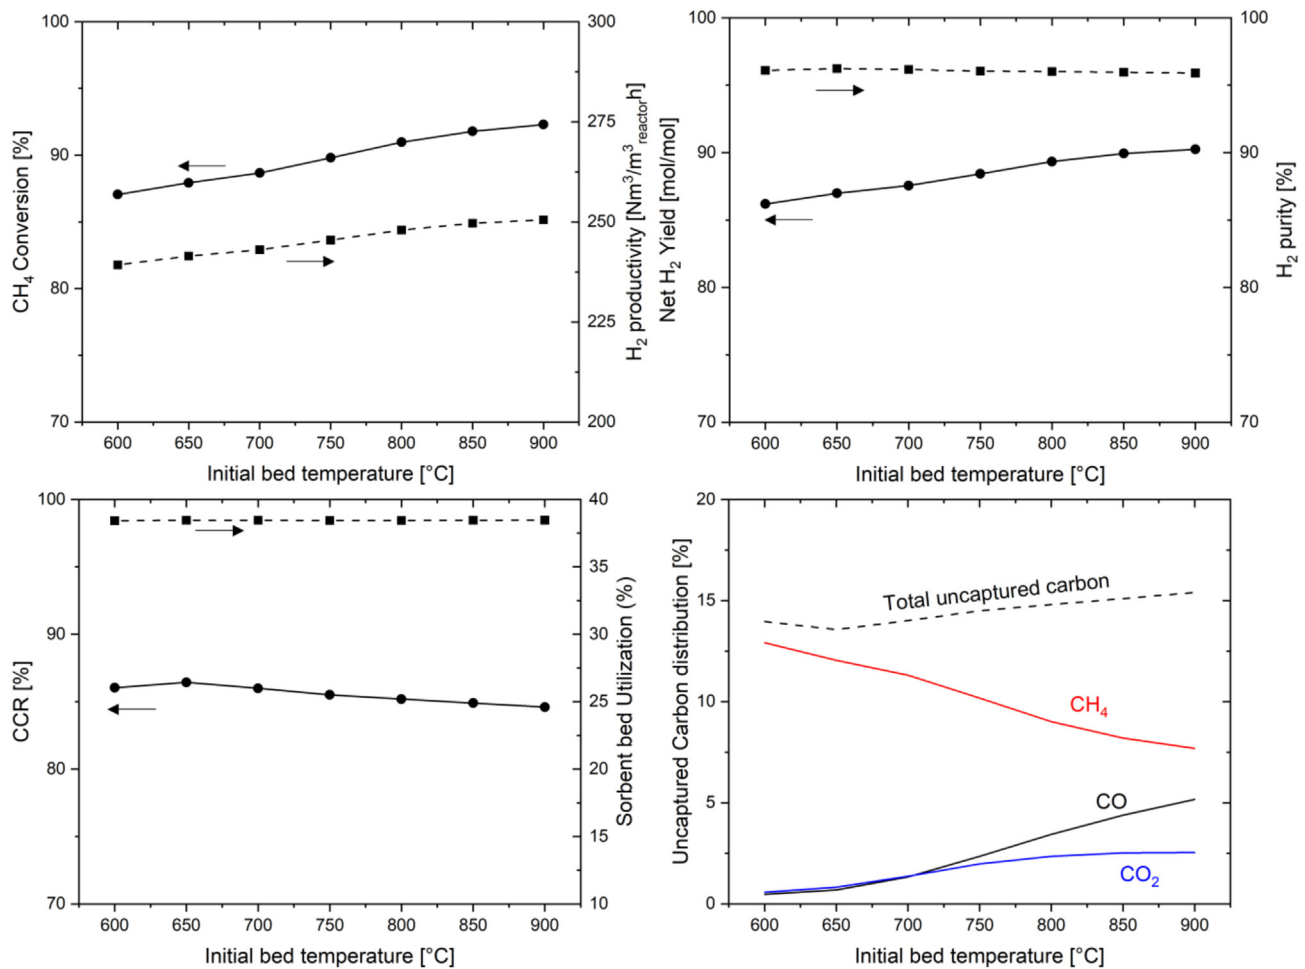 100
90
80
70
CH4 Conversion [%]
300
275
250
225
200
H2 productivity [Nm3/m3reactorh]
600 650 700 750 800 850 900
Initial bed temperature [°C]
100
90
80
70
Net H2 Yield [mol/mol]
100
90
80
70
H2 purity [%]
600 650 700 750 800 850 900
Initial bed temperature [°C]
100
90
80
70
CCR [%]
40
35
30
25
20
15
10
Sorbent bed Utilization (%)
600 650 700 750 800 850 900
Initial bed temperature [°C]
20
15
10
5
0
Uncaptured Carbon distribution [%]
Total uncaptured carbon
CH4
CO
CO2
600 650 700 750 800 850 900
Initial bed temperature [°C]